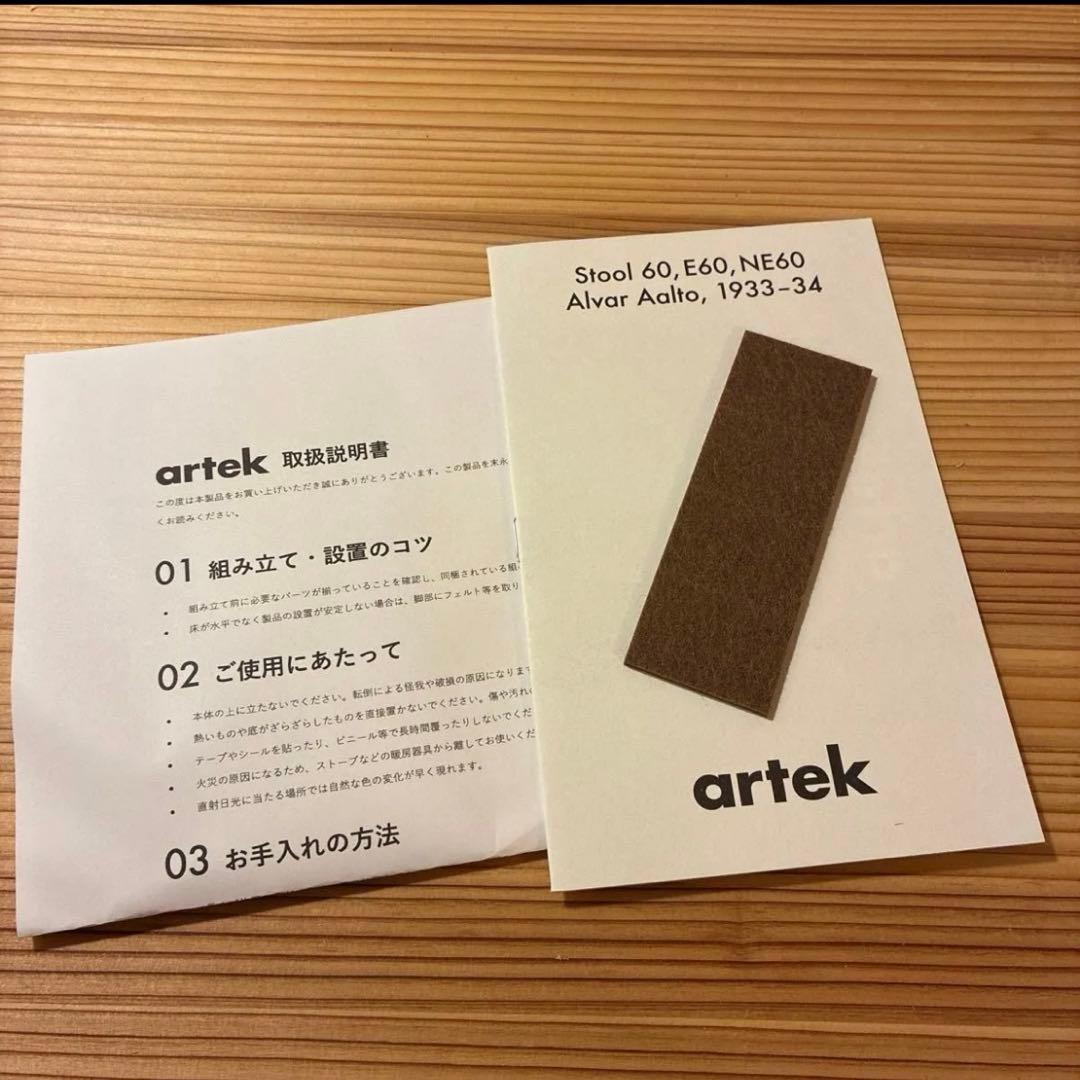 artek 取扱説明書
この度は本製品をお買い上げいただき誠にありがとうございます。この製品を末永
くお読みください。
01 組み立て・設置のコツ
• 組み立て前に必要なパーツが揃っていることを確認し、同梱されている組
• 床が水平でなく製品の設置が安定しない場合は、脚部にフェルト等を取り
02 ご使用にあたって
• 本体の上に立たないでください。転倒による怪我や破損の原因になります
• 熱いものや底がざらざらしたものを直接置かないでください。傷や汚れの
• テープやシールを貼ったり、ビニール等で長時間覆ったりしないでくだ
• 火災の原因になるため、ストーブなどの暖房器具から離してお使いくだ
• 直射日光に当たる場所では自然な色の変化が早く現れます。
03 お手入れの方法
Stool 60, E60, NE60
Alvar Aalto, 1933–34
artek